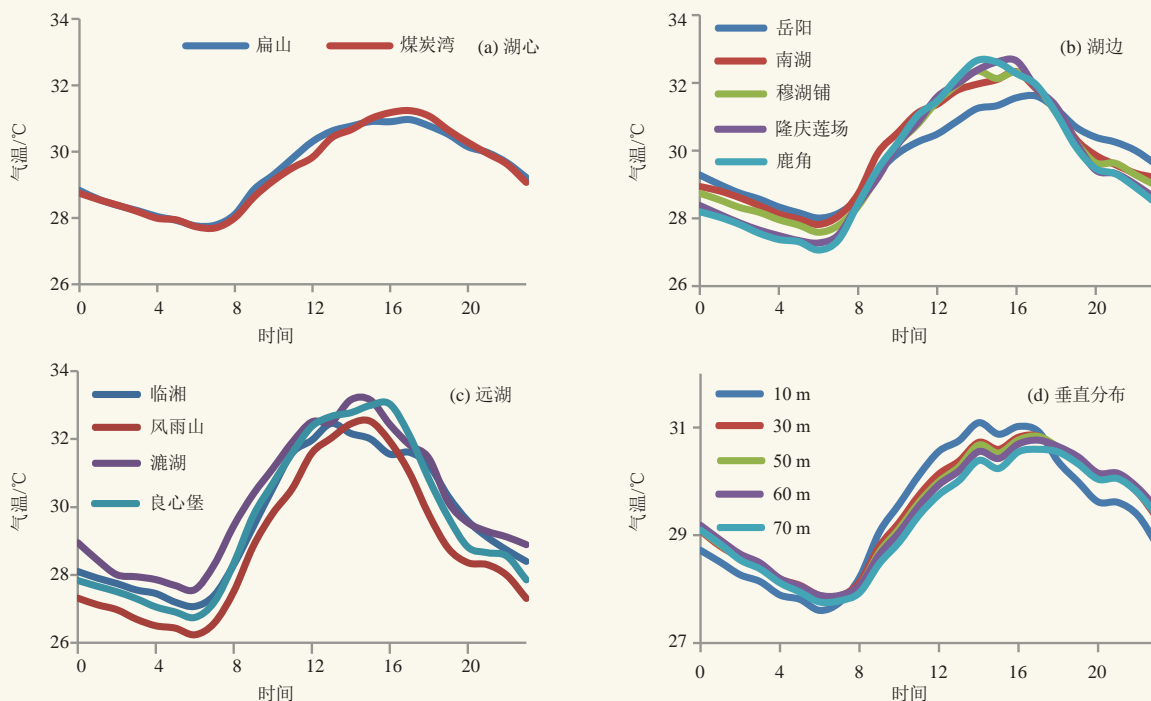 34
32
30
28
26
气温/℃
扁山
煤炭湾
(a) 湖心
0 4 8 12 16 20
时间
34
32
30
28
26
气温/℃
岳阳
南湖
穆湖铺
隆庆莲场
鹿角
(b) 湖边
0 4 8 12 16 20
时间
34
32
30
28
26
气温/℃
临湘
风雨山
漉湖
良心堡
(c) 远湖
0 4 8 12 16 20
时间
31
29
27
气温/℃
10 m
30 m
50 m
60 m
70 m
(d) 垂直分布
0 4 8 12 16 20
时间